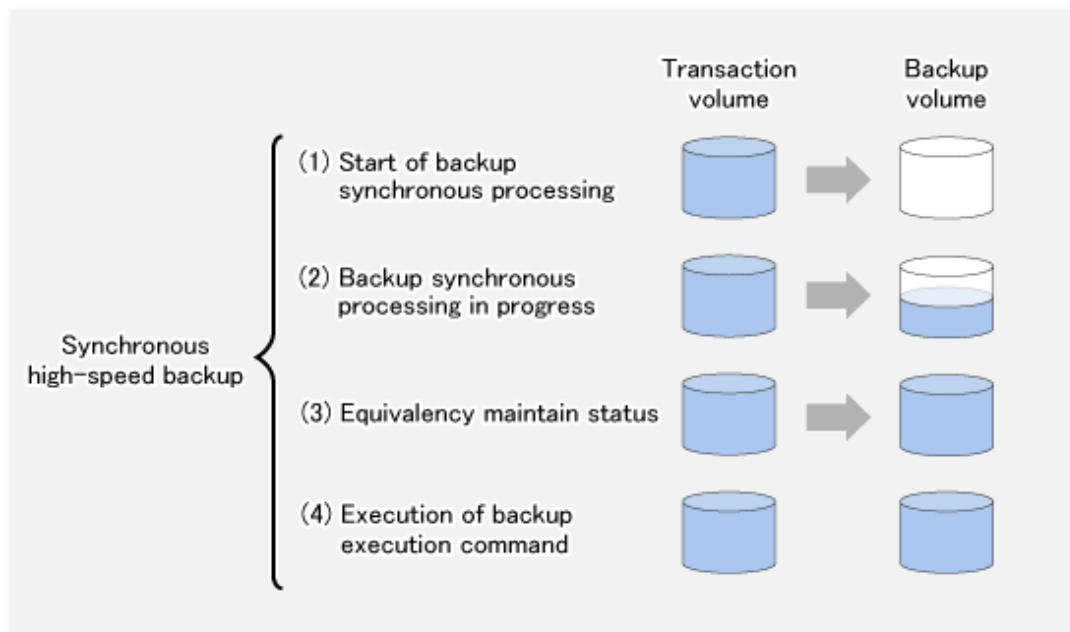 Transaction volume
Backup volume
(1) Start of backup
synchronous processing
(2) Backup synchronous
processing in progress
Synchronous
high-speed backup
(3) Equivalency maintain status
(4) Execution of backup
execution command